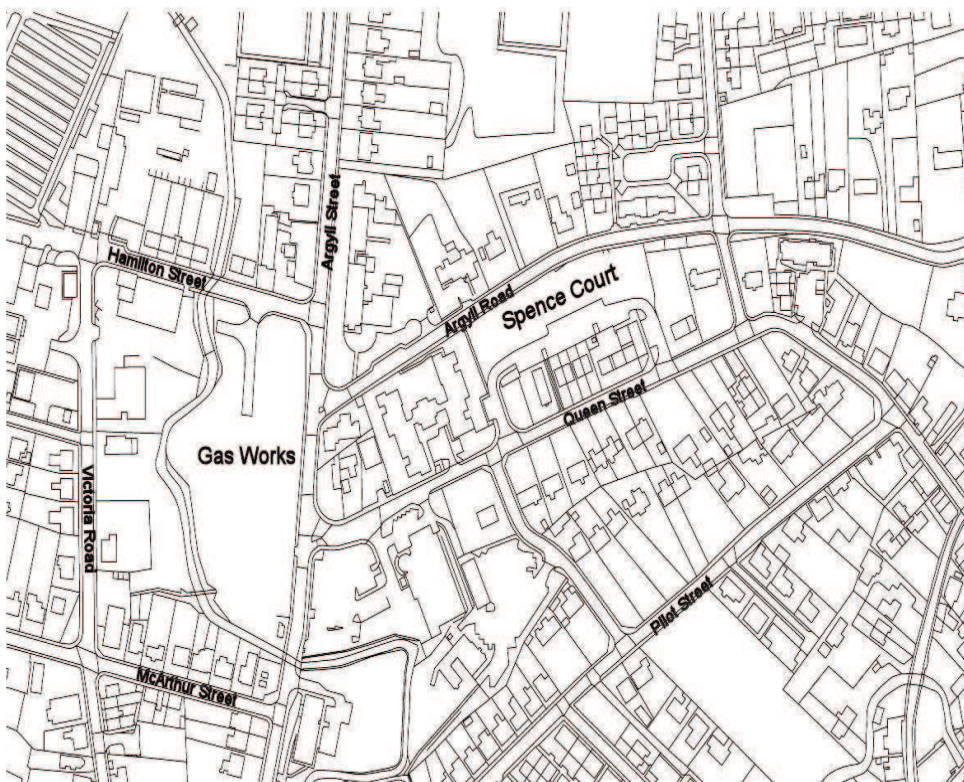 Argyll Street
Hamilton Street
Argyll Road
Spence Court
Queen Street
Gas Works
Victoria Road
Pilot Street
McArthur Street